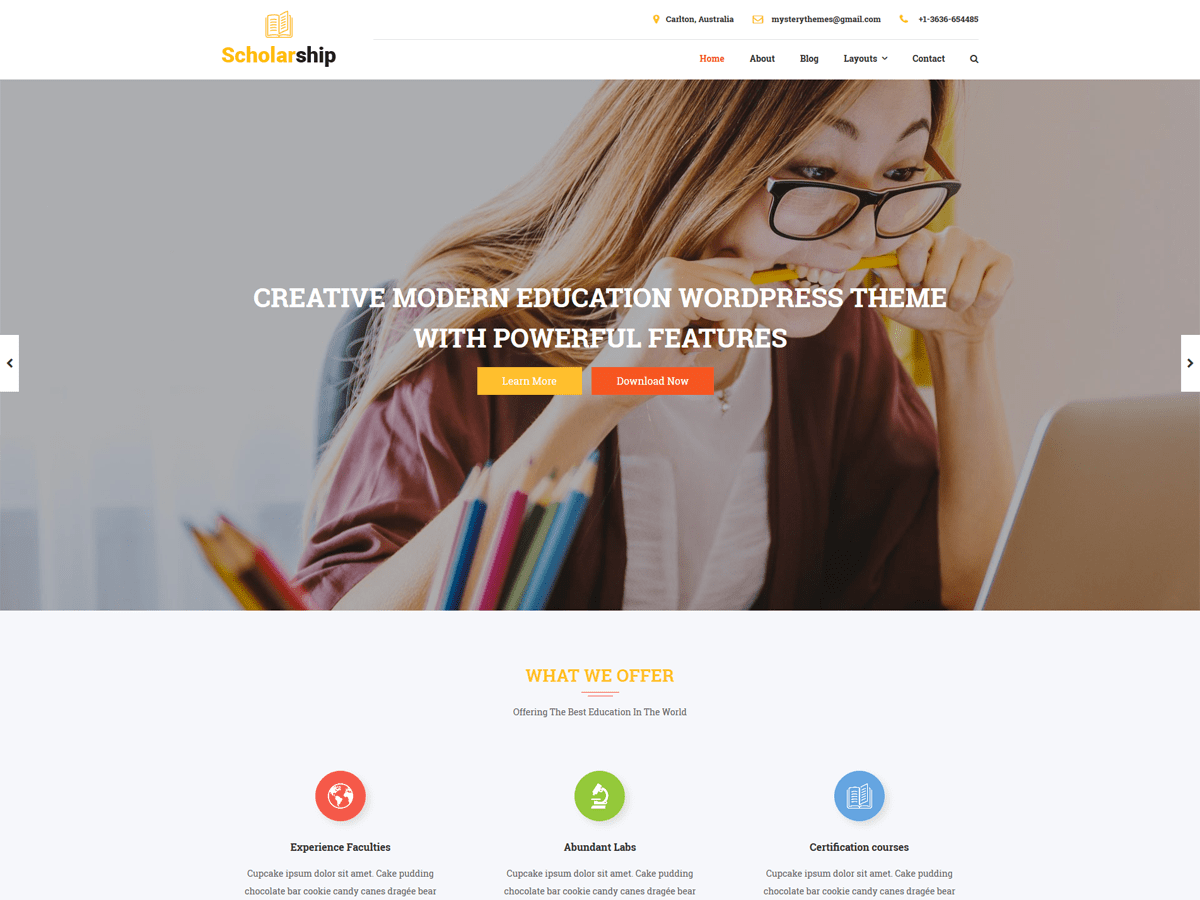 Carlton, Australia mysterythemes@gmail.com +1-3636-654485
Scholarship
Home About Blog Layouts Contact
CREATIVE MODERN EDUCATION WORDPRESS THEME
WITH POWERFUL FEATURES
Learn More Download Now
WHAT WE OFFER
Offering The Best Education In The World
Experience Faculties Abundant Labs Certification courses
Cupcake ipsum dolor sit amet. Cake pudding Cupcake ipsum dolor sit amet. Cake pudding Cupcake ipsum dolor sit amet. Cake pudding
chocolate bar cookie candy canes dragée bear chocolate bar cookie candy canes dragée bear chocolate bar cookie candy canes dragée bear